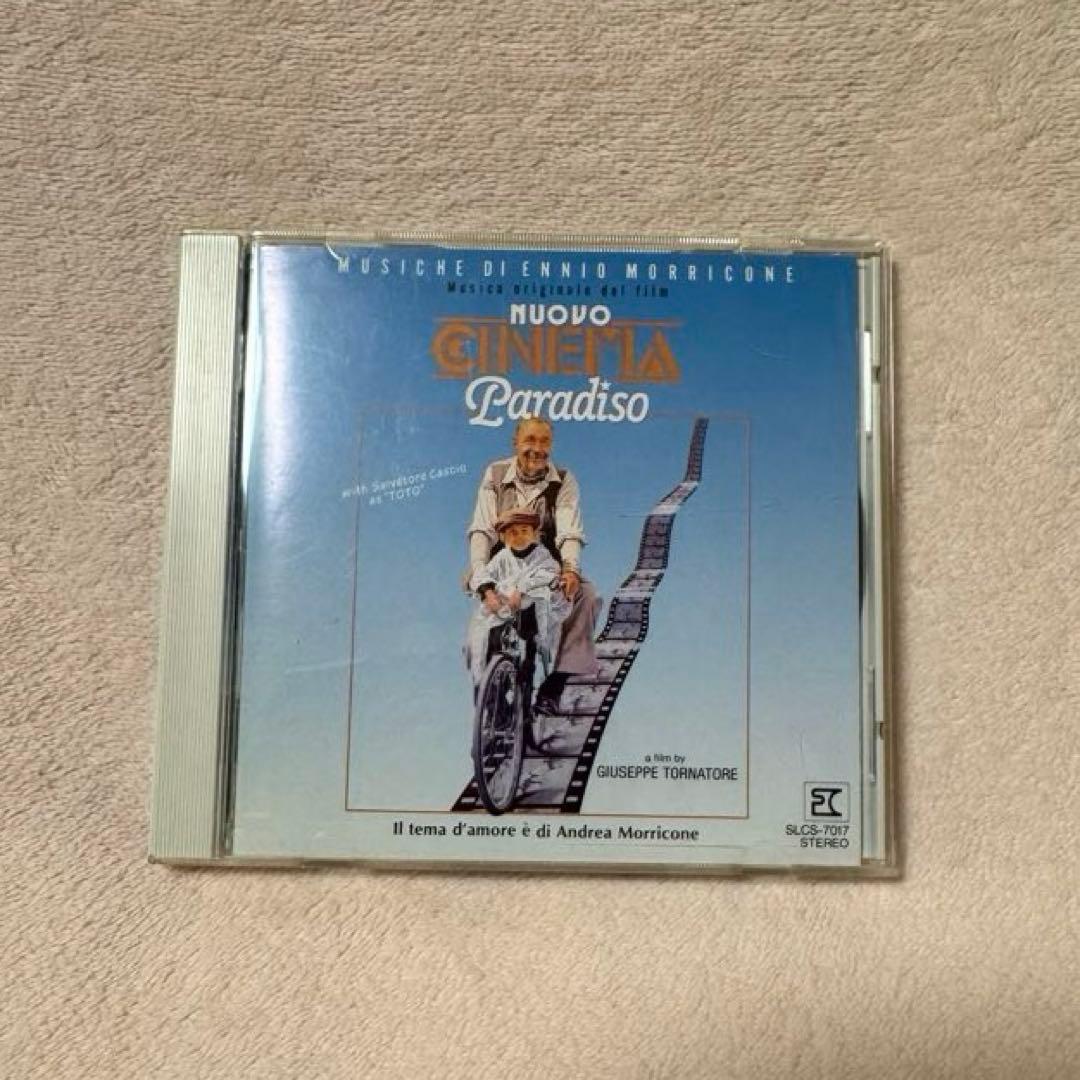 MUSICHE DI ENNIO MORRICONE
Musica originale del film
NUOVO
CINEMA
Paradiso
with Salvatore Cascio
as "TOTO"
a film by
GIUSEPPE TORNATORE
Il tema d'amore è di Andrea Morricone
SLCS-7017
STEREO